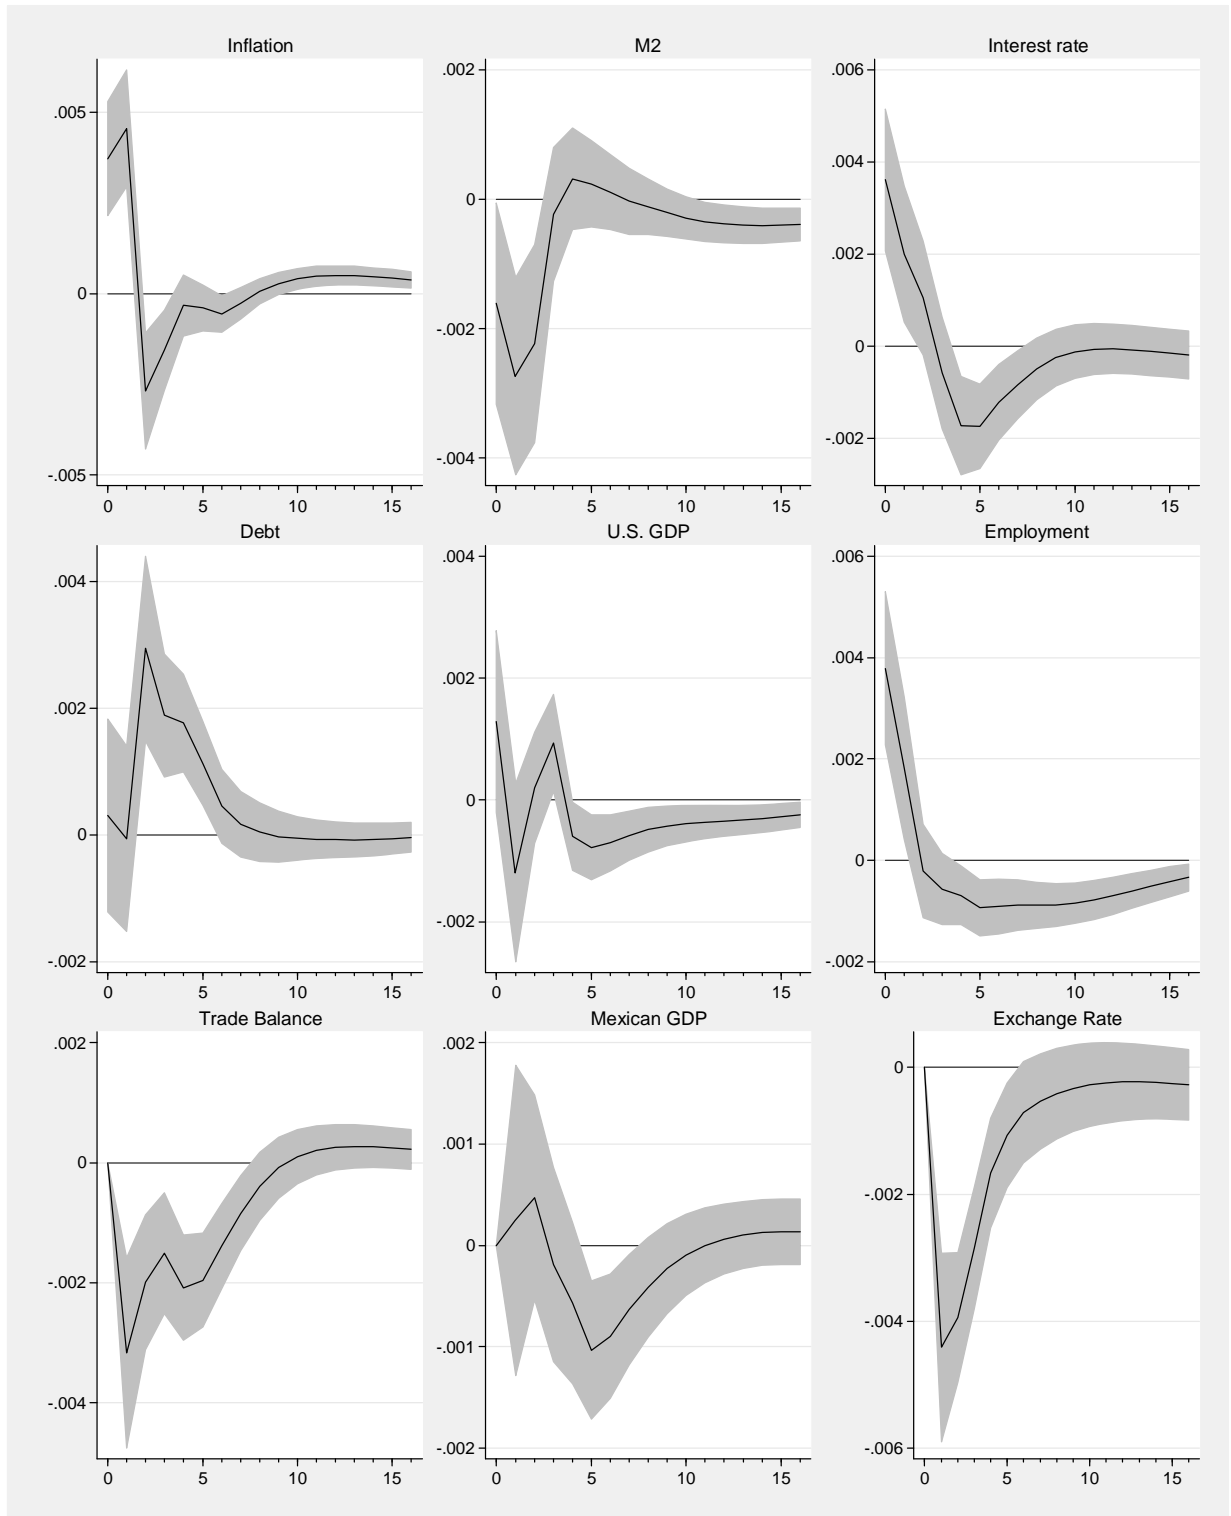 Inflation
.005
0
-.005
0 5 10 15
M2
.002
0
-.002
-.004
0 5 10 15
Interest rate
.006
.004
.002
0
-.002
0 5 10 15
Debt
.004
.002
0
-.002
0 5 10 15
U.S. GDP
.004
.002
0
-.002
0 5 10 15
Employment
.006
.004
.002
0
-.002
0 5 10 15
Trade Balance
.002
0
-.002
-.004
0 5 10 15
Mexican GDP
.002
.001
0
-.001
-.002
0 5 10 15
Exchange Rate
0
-.002
-.004
-.006
0 5 10 15